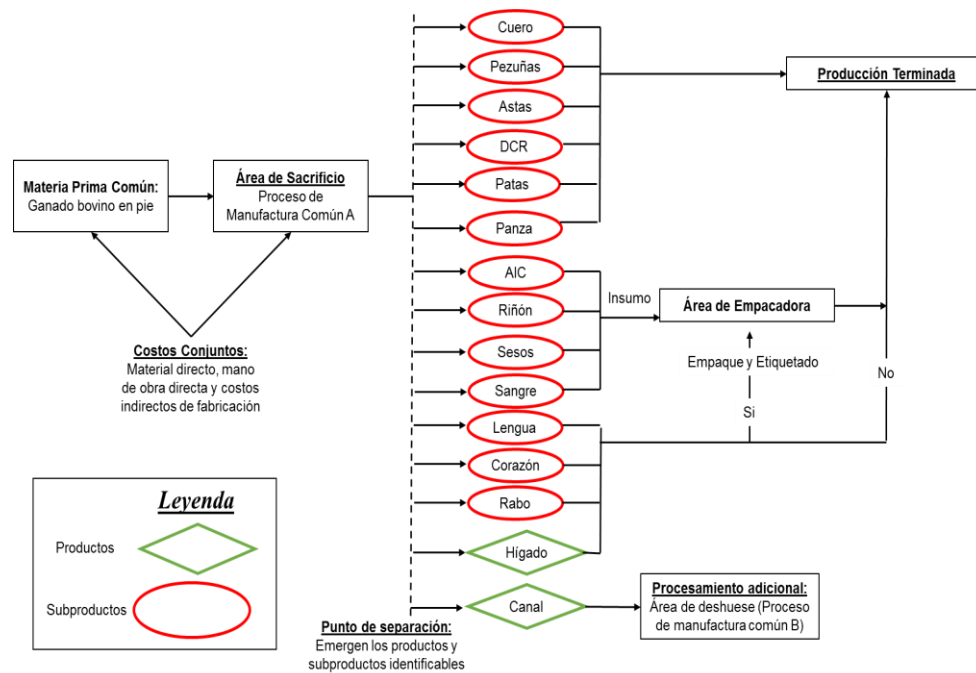 Cuero
Pezuñas
Astas
DCR
Patas
Panza
AIC
Riñón
Sesos
Sangre
Lengua
Corazón
Rabo
Hígado
Canal
Producción Terminada
Materia Prima Común:
Ganado bovino en pie
Área de Sacrificio
Proceso de
Manufactura Común A
Costos Conjuntos:
Material directo, mano
de obra directa y costos
indirectos de fabricación
Insumo
Área de Empacadora
Empaque y Etiquetado
Si
No
Leyenda
Productos
Subproductos
Punto de separación:
Emergen los productos y
subproductos identificables
Procesamiento adicional:
Área de deshuese (Proceso
de manufactura común B)